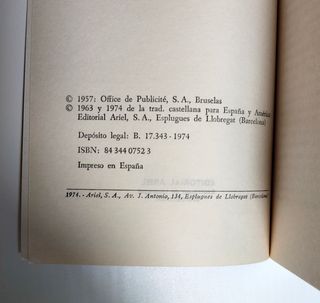 © 1957: Office de Publicité, S. A., Bruselas
© 1963 y 1974 de la trad. castellana para España y América
Editorial Ariel, S. A., Esplugues de Llobregat (Barcelona)
Depósito legal: B. 17.343 - 1974
ISBN: 84 344 0752 3
Impreso en España
1974. - Ariel, S. A., Av. J. Antonio, 134, Esplugues de Llobregat (Barcelona